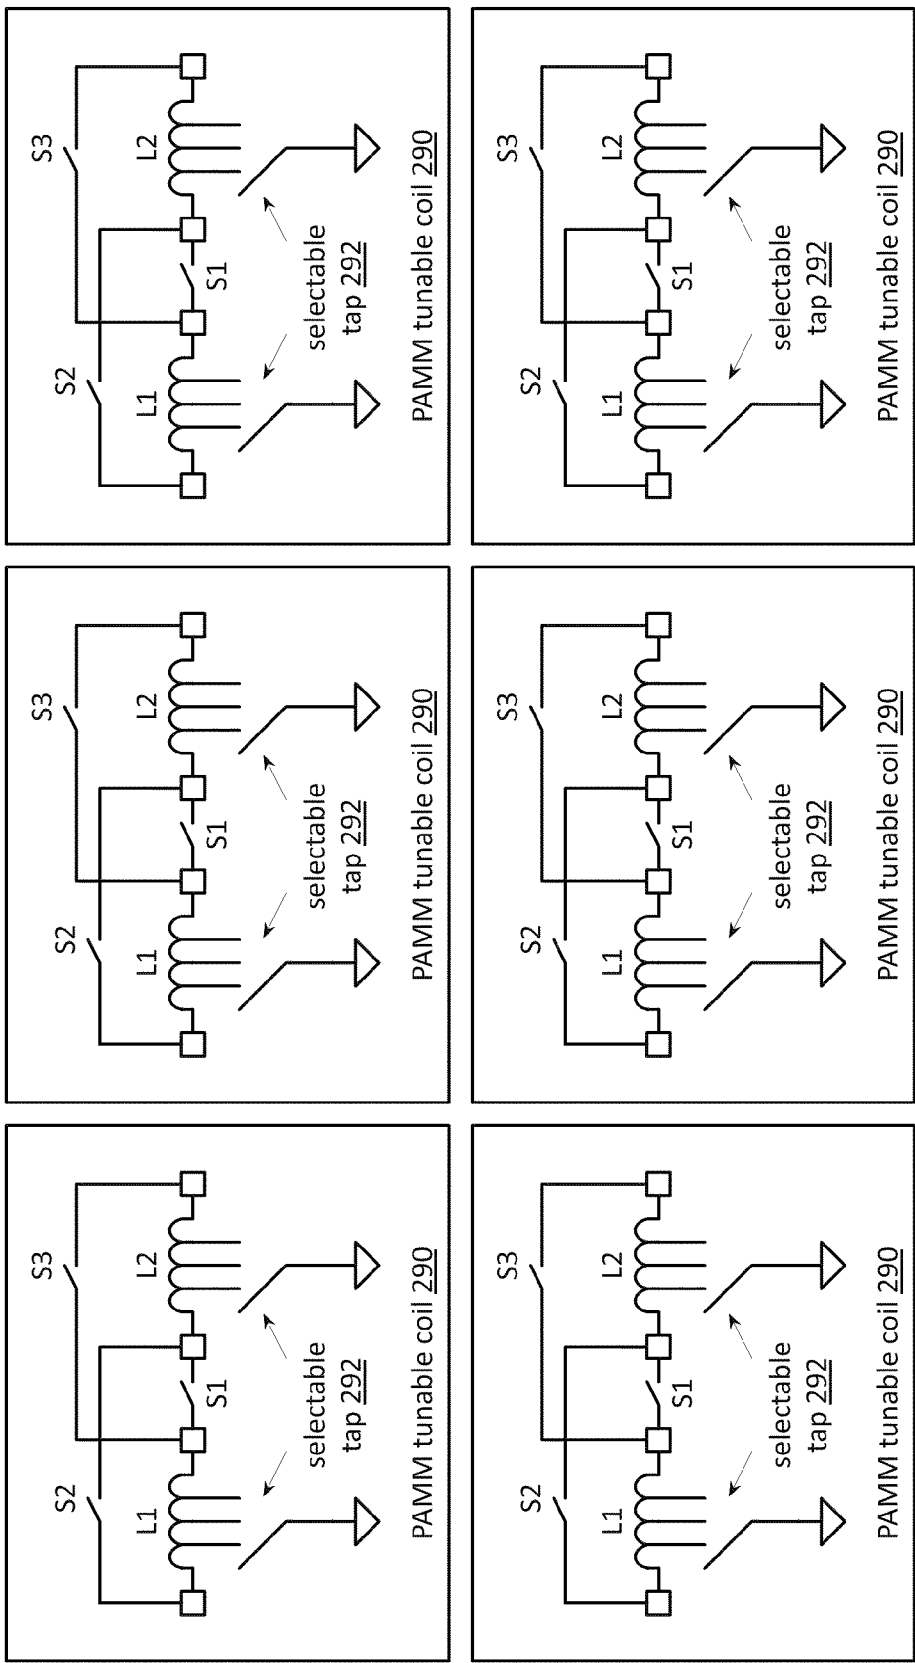 S3
S2
L1
L2
S1
selectable
tap 292
PAMM tunable coil 290
S3
S2
L1
L2
S1
selectable
tap 292
PAMM tunable coil 290
S3
S2
L1
L2
S1
selectable
tap 292
PAMM tunable coil 290
S3
S2
L1
L2
S1
selectable
tap 292
PAMM tunable coil 290
S3
S2
L1
L2
S1
selectable
tap 292
PAMM tunable coil 290
S3
S2
L1
L2
S1
selectable
tap 292
PAMM tunable coil 290